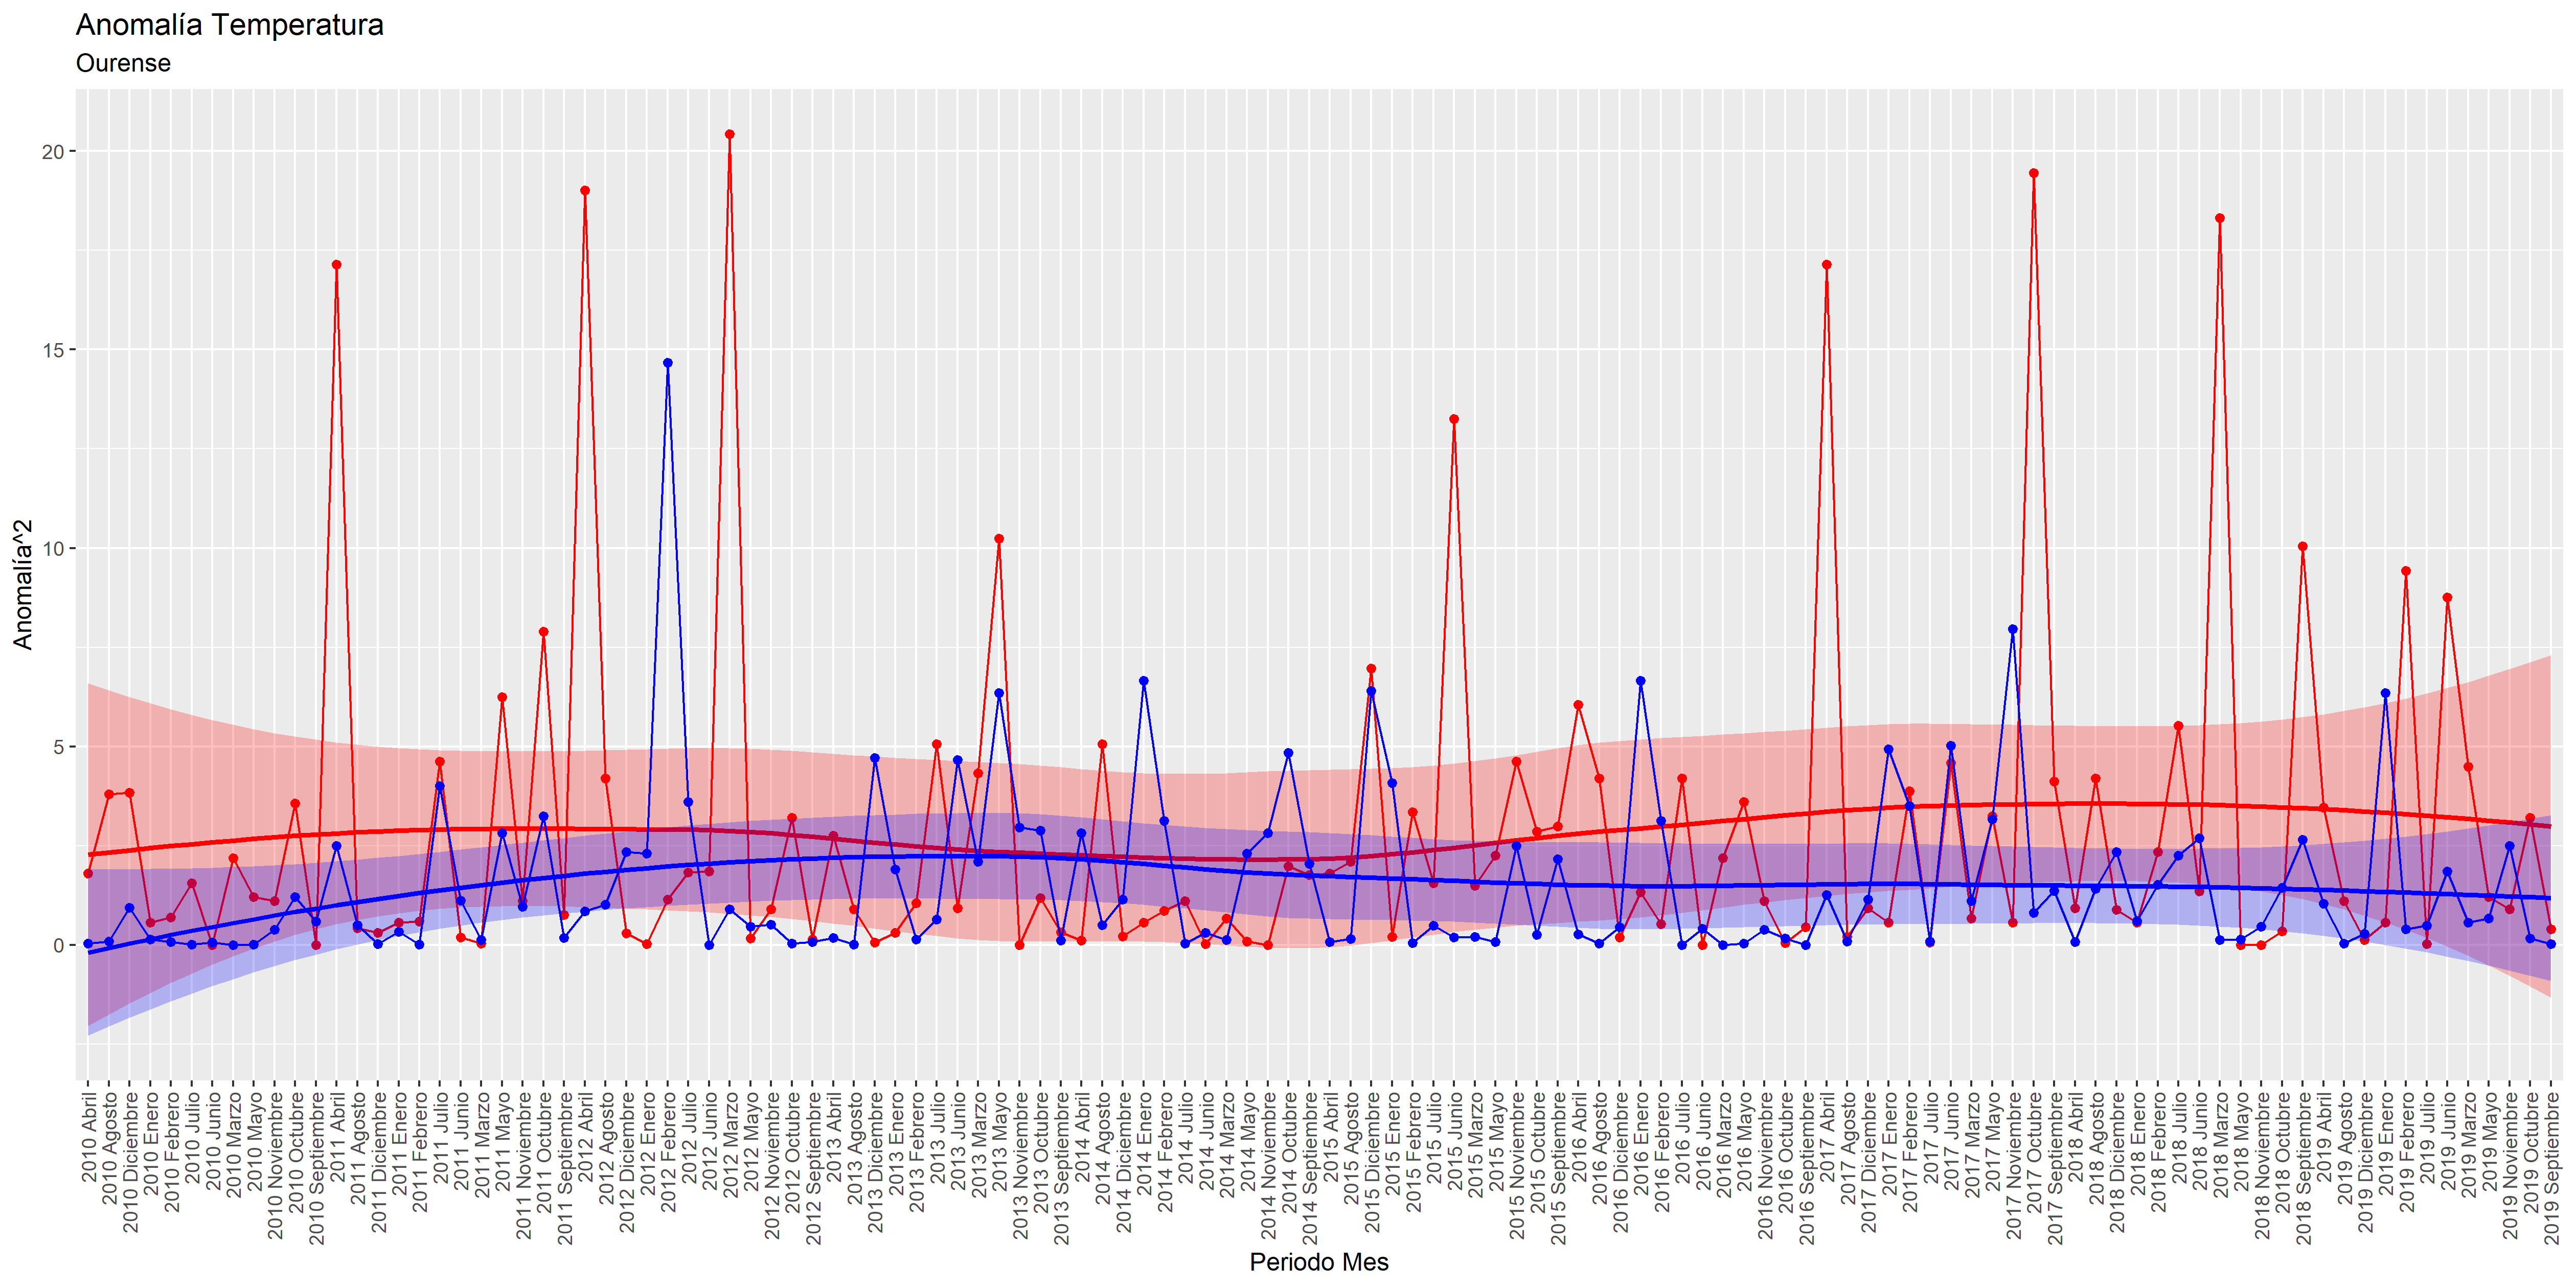 Anomalía Temperatura
Ourense
Anomalía^2
20
15
10
5
0
2010 Abril
2010 Agosto
2010 Diciembre
2010 Enero
2010 Febrero
2010 Julio
2010 Junio
2010 Marzo
2010 Mayo
2010 Noviembre
2010 Octubre
2010 Septiembre
2011 Abril
2011 Agosto
2011 Diciembre
2011 Enero
2011 Febrero
2011 Julio
2011 Junio
2011 Marzo
2011 Mayo
2011 Noviembre
2011 Octubre
2011 Septiembre
2012 Abril
2012 Agosto
2012 Diciembre
2012 Enero
2012 Febrero
2012 Julio
2012 Junio
2012 Marzo
2012 Mayo
2012 Noviembre
2012 Octubre
2012 Septiembre
2013 Abril
2013 Agosto
2013 Diciembre
2013 Enero
2013 Febrero
2013 Julio
2013 Junio
2013 Marzo
2013 Mayo
2013 Noviembre
2013 Octubre
2013 Septiembre
2014 Abril
2014 Agosto
2014 Diciembre
2014 Enero
2014 Febrero
2014 Julio
2014 Junio
2014 Marzo
2014 Mayo
2014 Noviembre
2014 Octubre
2014 Septiembre
2015 Abril
2015 Agosto
2015 Diciembre
2015 Enero
2015 Febrero
2015 Julio
2015 Junio
2015 Marzo
2015 Mayo
2015 Noviembre
2015 Octubre
2015 Septiembre
2016 Abril
2016 Agosto
2016 Diciembre
2016 Enero
2016 Febrero
2016 Julio
2016 Junio
2016 Marzo
2016 Mayo
2016 Noviembre
2016 Octubre
2016 Septiembre
2017 Abril
2017 Agosto
2017 Diciembre
2017 Enero
2017 Febrero
2017 Julio
2017 Junio
2017 Marzo
2017 Mayo
2017 Noviembre
2017 Octubre
2017 Septiembre
2018 Abril
2018 Agosto
2018 Diciembre
2018 Enero
2018 Febrero
2018 Julio
2018 Junio
2018 Marzo
2018 Mayo
2018 Noviembre
2018 Octubre
2018 Septiembre
2019 Abril
2019 Agosto
2019 Diciembre
2019 Enero
2019 Febrero
2019 Julio
2019 Junio
2019 Marzo
2019 Mayo
2019 Noviembre
2019 Octubre
2019 Septiembre
Periodo Mes